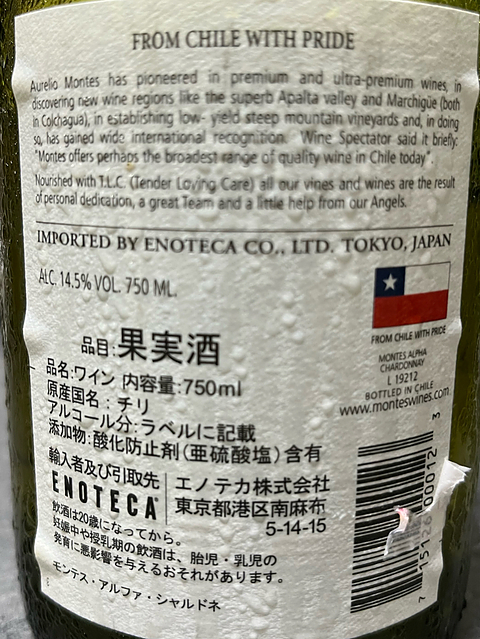 FROM CHILE WITH PRIDE
Aurelio Montes has pioneered in premium and ultra-premium wines, in
discovering new wine regions like the superb Apalta valley and Marchigüe (both
in Colchagua), in establishing low- yield steep mountain vineyards and, in doing
so, has gained wide international recognition. Wine Spectator said it briefly:
"Montes offers perhaps the broadest range of quality wine in Chile today".
Nourished with T.L.C. (Tender Loving Care) all our vines and wines are the result
of personal dedication, a great Team and a little help from our Angels.
IMPORTED BY ENOTECA CO., LTD. TOKYO, JAPAN
ALC. 14.5% VOL. 750 ML.
FROM CHILE WITH PRIDE
MONTES ALPHA
CHARDONNAY
L 19212
BOTTLED IN CHILE
www.monteswines.com
品目:果実酒
品名:ワイン 内容量:750ml
原産国名:チリ
アルコール分:ラベルに記載
添加物:酸化防止剤(亜硫酸塩)含有
輸入者及び引取先
ENOTECA
エノテカ株式会社
東京都港区南麻布
5-14-15
飲酒は20歳になってから。
妊娠中や授乳期の飲酒は、胎児・乳児の
発育に悪影響を与えるおそれがあります。
モンテス・アルファ・シャルドネ